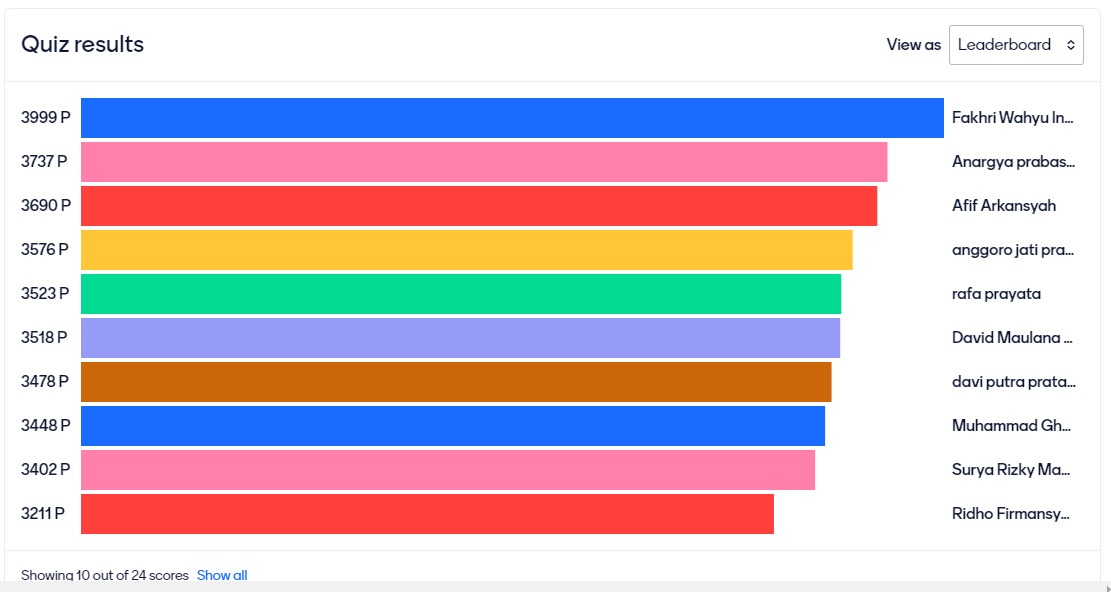 Quiz results
View as Leaderboard
3999 P Fakhri Wahyu In...
3737 P Anargya prabas...
3690 P Afif Arkansyah
3576 P anggoro jati pra...
3523 P rafa prayata
3518 P David Maulana ...
3478 P davi putra prata...
3448 P Muhammad Gh...
3402 P Surya Rizky Ma...
3211 P Ridho Firmansy...
Showing 10 out of 24 scores Show all